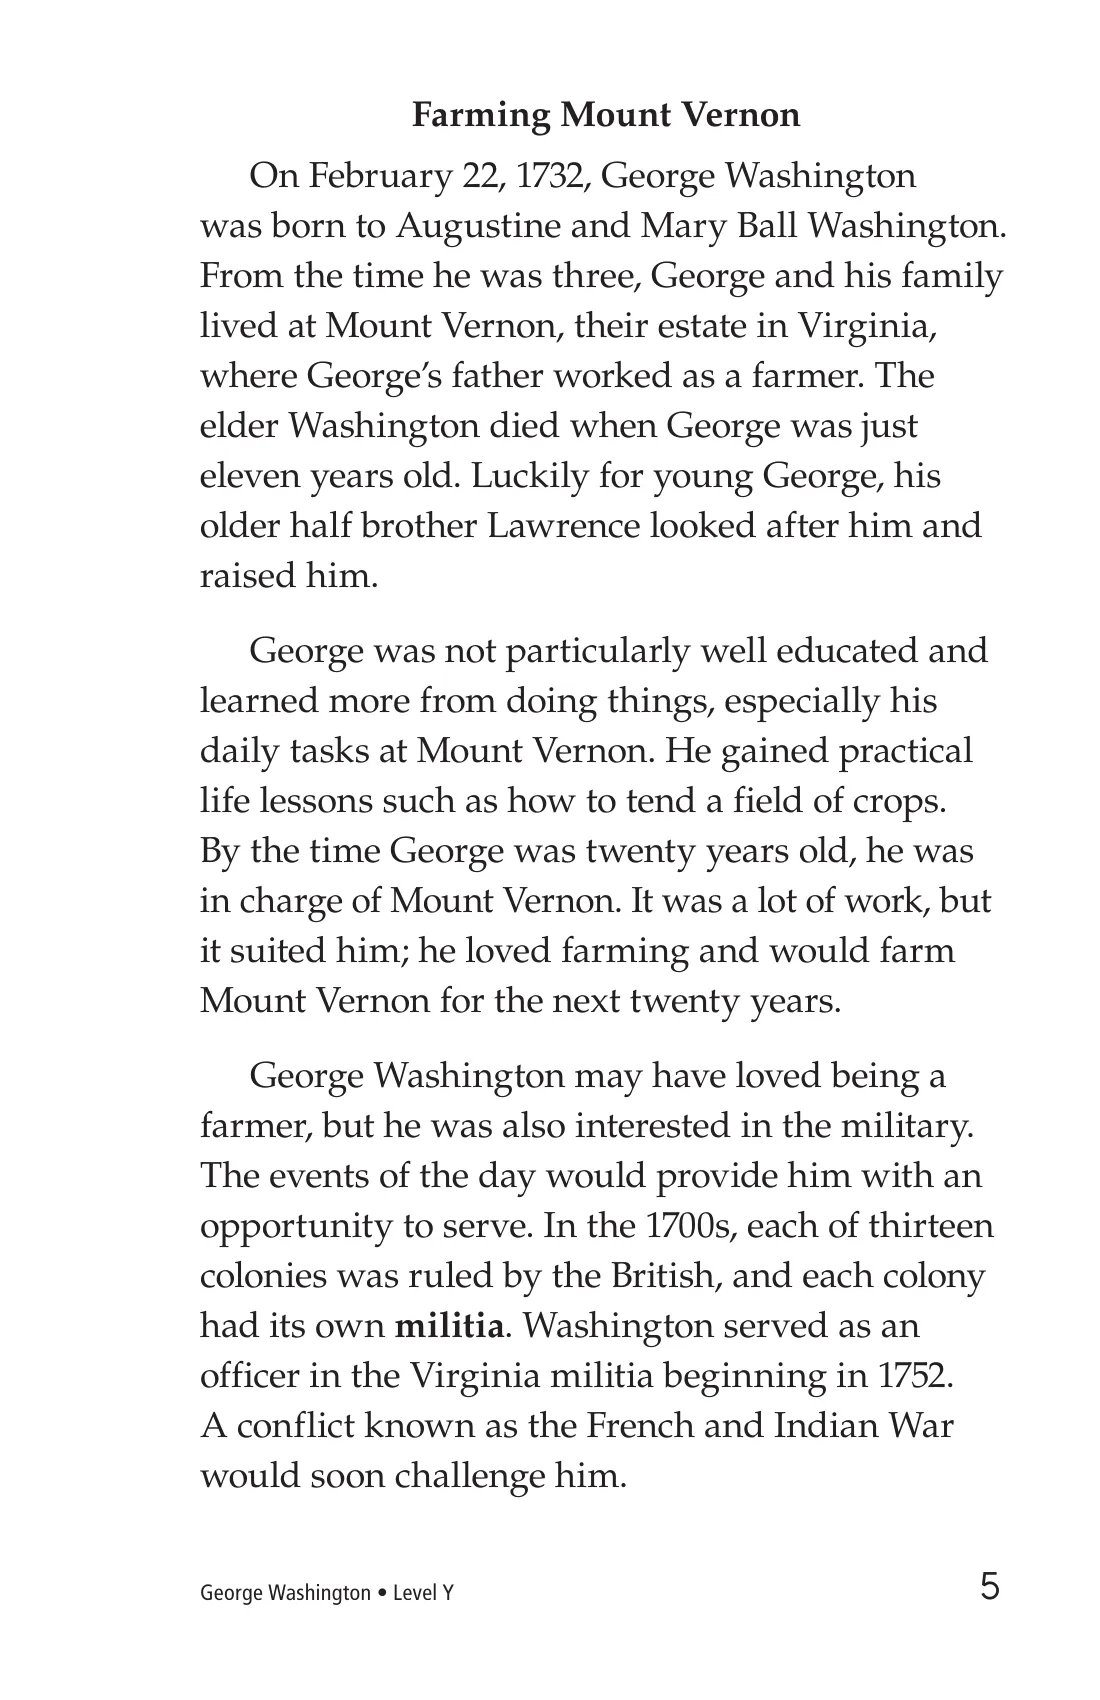 Farming Mount Vernon
On February 22, 1732, George Washington
was born to Augustine and Mary Ball Washington.
From the time he was three, George and his family
lived at Mount Vernon, their estate in Virginia,
where George’s father worked as a farmer. The
elder Washington died when George was just
eleven years old. Luckily for young George, his
older half brother Lawrence looked after him and
raised him.
George was not particularly well educated and
learned more from doing things, especially his
daily tasks at Mount Vernon. He gained practical
life lessons such as how to tend a field of crops.
By the time George was twenty years old, he was
in charge of Mount Vernon. It was a lot of work, but
it suited him; he loved farming and would farm
Mount Vernon for the next twenty years.
George Washington may have loved being a
farmer, but he was also interested in the military.
The events of the day would provide him with an
opportunity to serve. In the 1700s, each of thirteen
colonies was ruled by the British, and each colony
had its own militia. Washington served as an
officer in the Virginia militia beginning in 1752.
A conflict known as the French and Indian War
would soon challenge him.
George Washington • Level Y
5